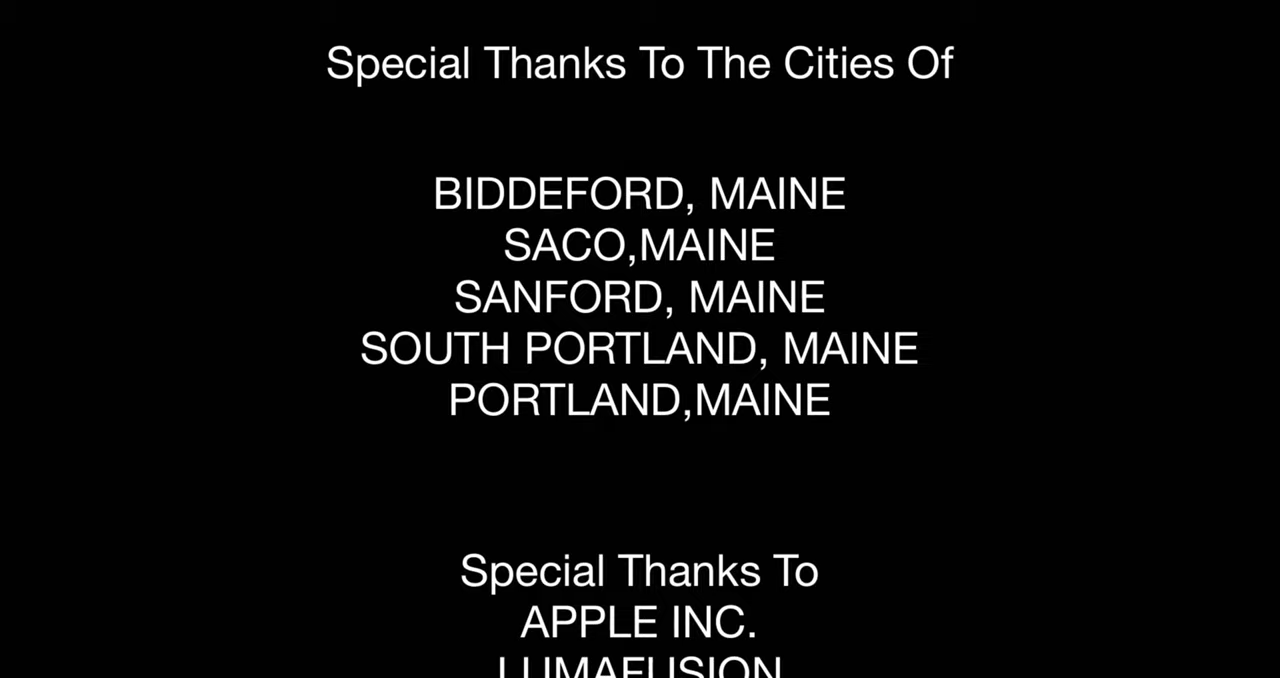 Special Thanks To The Cities Of
BIDDEFORD, MAINE
SACO,MAINE
SANFORD, MAINE
SOUTH PORTLAND, MAINE
PORTLAND,MAINE
Special Thanks To
APPLE INC.
LUMAFUSION